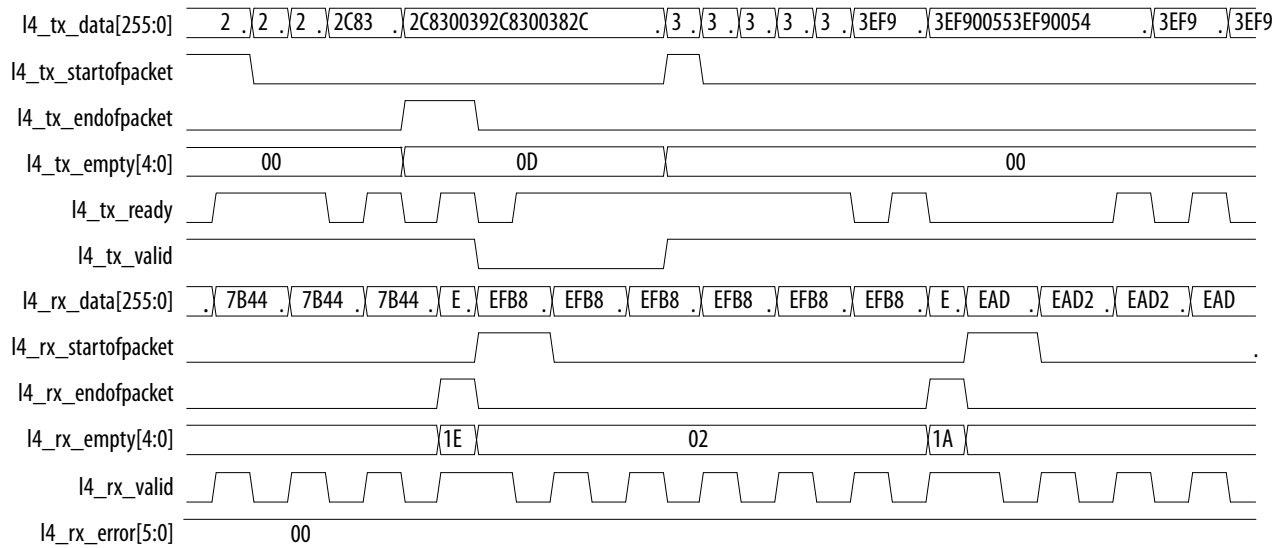 l4_tx_data[255:0] 2 . 2 . 2 . 2C83 . 2C8300392C8300382C . 3 . 3 . 3 . 3 . 3 . 3EF9 . 3EF900553EF90054 . 3EF9 . 3EF9
l4_tx_startofpacket
l4_tx_endofpacket
l4_tx_empty[4:0] 00 0D 00
l4_tx_ready
l4_tx_valid
l4_rx_data[255:0] . 7B44 . 7B44 . 7B44 . E . EFB8 . EFB8 . EFB8 . EFB8 . EFB8 . EFB8 . E . EAD . EAD2 . EAD2 . EAD
l4_rx_startofpacket .
l4_rx_endofpacket
l4_rx_empty[4:0] 1E 02 1A
l4_rx_valid
l4_rx_error[5:0] 00